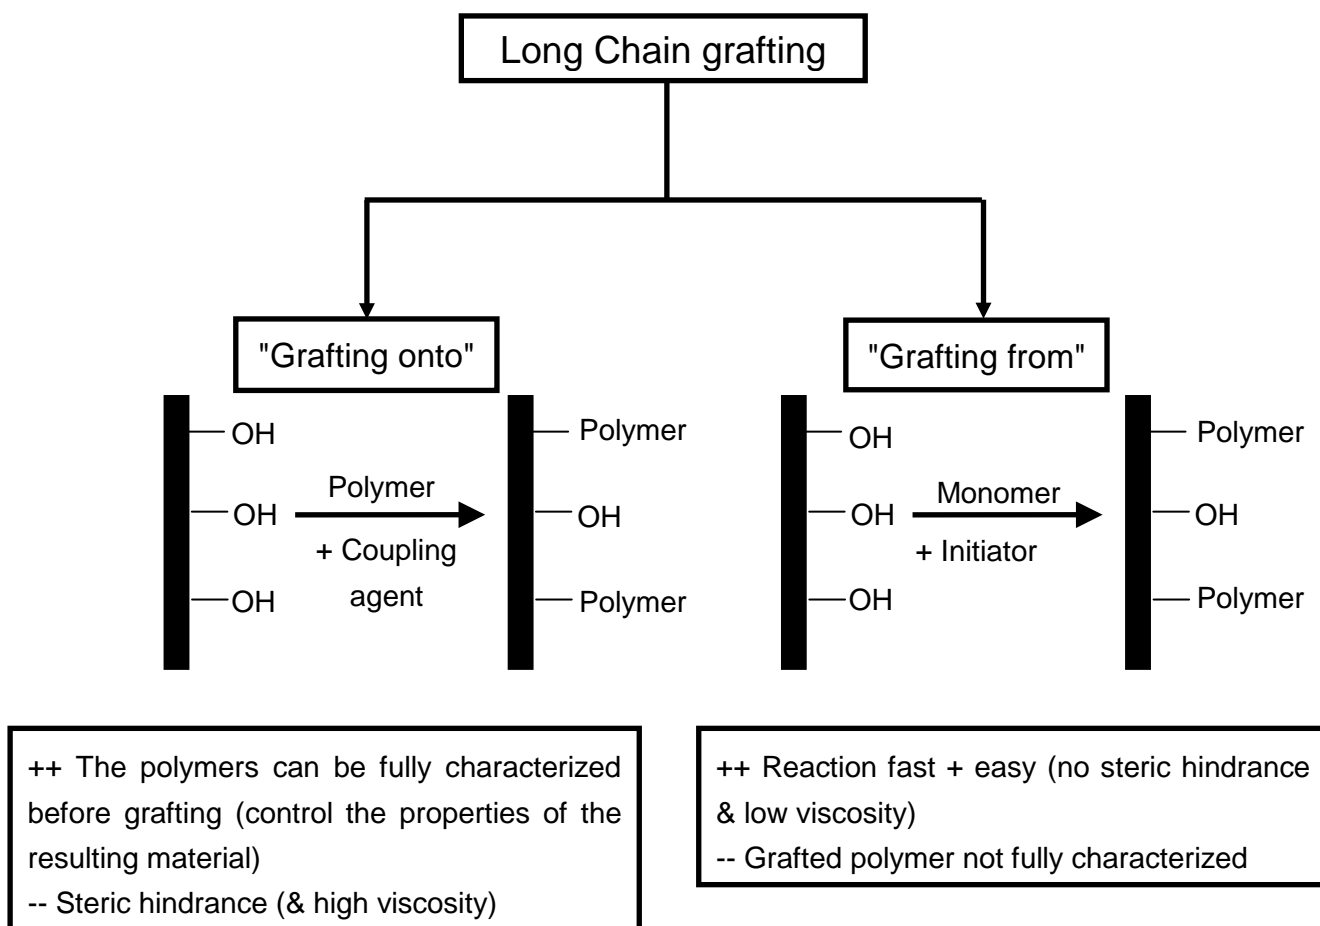 Long Chain grafting
"Grafting onto"
"Grafting from"
OH
OH
OH
Polymer
+ Coupling
agent
Polymer
OH
Polymer
OH
OH
OH
Monomer
+ Initiator
Polymer
OH
Polymer
++ The polymers can be fully characterized
before grafting (control the properties of the
resulting material)
-- Steric hindrance (& high viscosity)
++ Reaction fast + easy (no steric hindrance
& low viscosity)
-- Grafted polymer not fully characterized